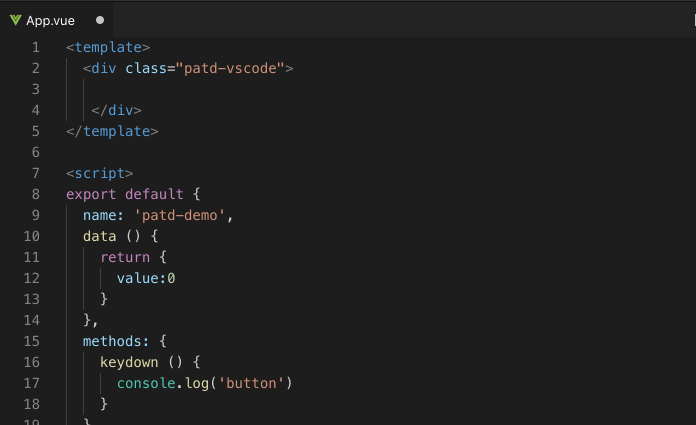 App.vue
1 <template>
2 <div class="patd-vscode">
3
4 </div>
5 </template>
6
7 <script>
8 export default {
9 name: 'patd-demo',
10 data () {
11 return {
12 value:0
13 }
14 },
15 methods: {
16 keydown () {
17 console.log('button')
18 }
19 }